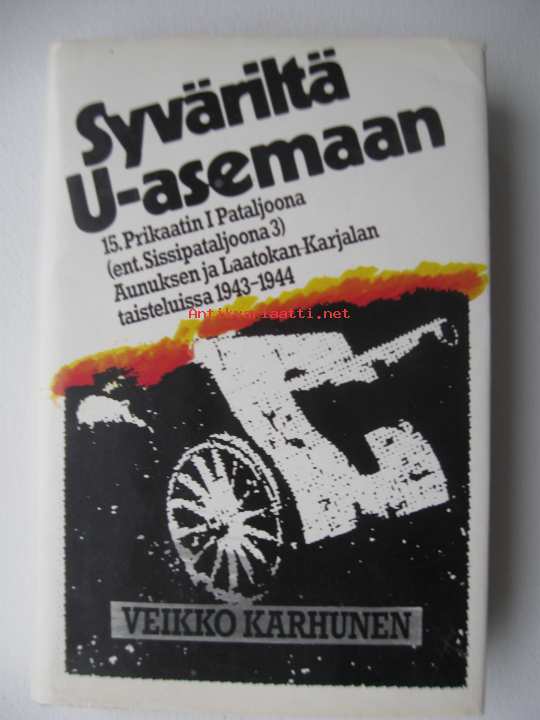 Syväriltä
U-asemaan
15. Prikaatin I Pataljoona
(ent. Sissipataljoona 3)
Aunuksen ja Laatokan-Karjalan
taisteluissa 1943-1944
Antikvariaatti.net
VEIKKO KARHUNEN